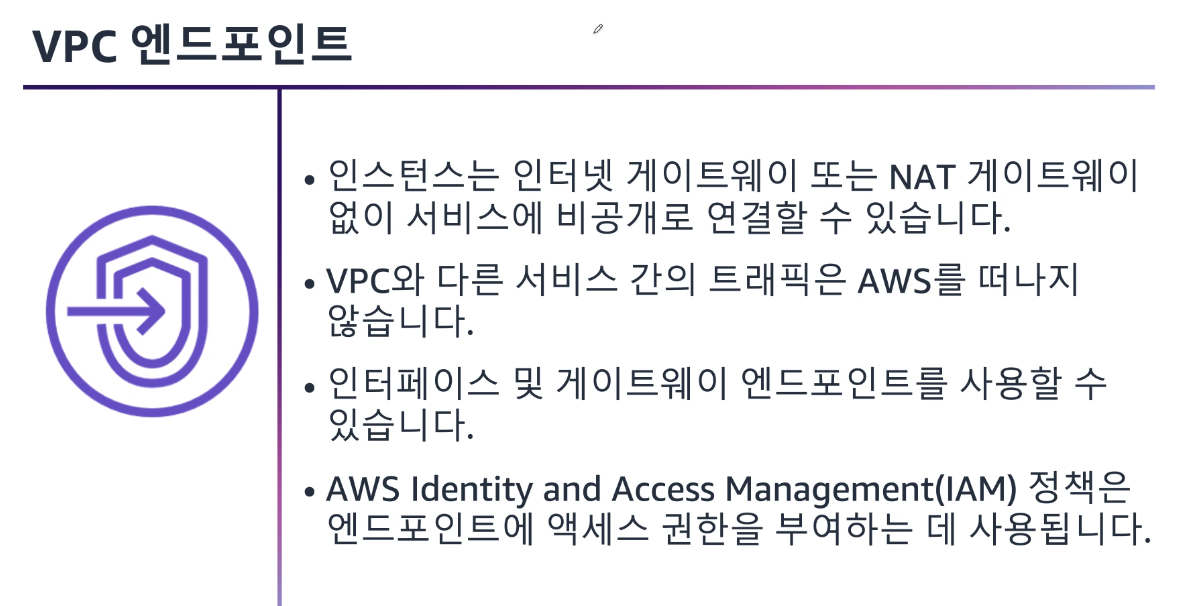 VPC 엔드포인트
• 인스턴스는 인터넷 게이트웨이 또는 NAT 게이트웨이
없이 서비스에 비공개로 연결할 수 있습니다.
• VPC와 다른 서비스 간의 트래픽은 AWS를 떠나지
않습니다.
• 인터페이스 및 게이트웨이 엔드포인트를 사용할 수
있습니다.
• AWS Identity and Access Management(IAM) 정책은
엔드포인트에 액세스 권한을 부여하는 데 사용됩니다.